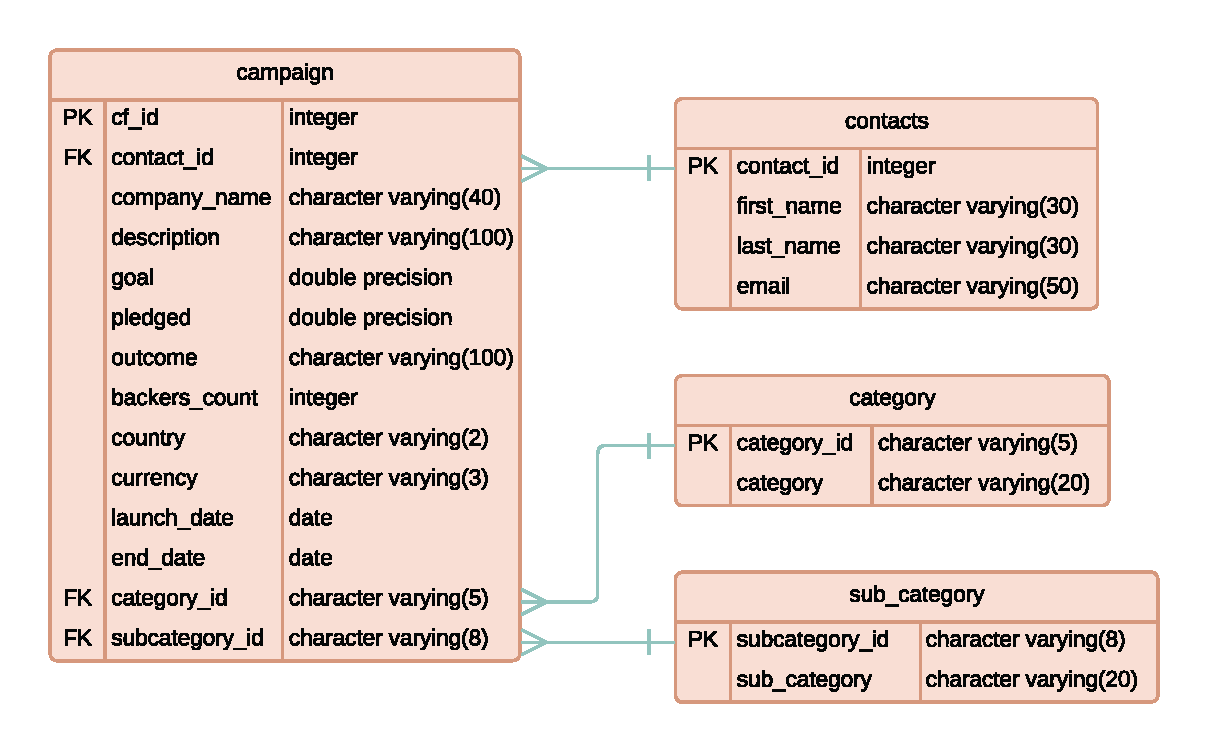 campaign
PK cf_id integer
FK contact_id integer
company_name character varying(40)
description character varying(100)
goal double precision
pledged double precision
outcome character varying(100)
backers_count integer
country character varying(2)
currency character varying(3)
launch_date date
end_date date
FK category_id character varying(5)
FK subcategory_id character varying(8)
contacts
PK contact_id integer
first_name character varying(30)
last_name character varying(30)
email character varying(50)
category
PK category_id character varying(5)
category character varying(20)
sub_category
PK subcategory_id character varying(8)
sub_category character varying(20)